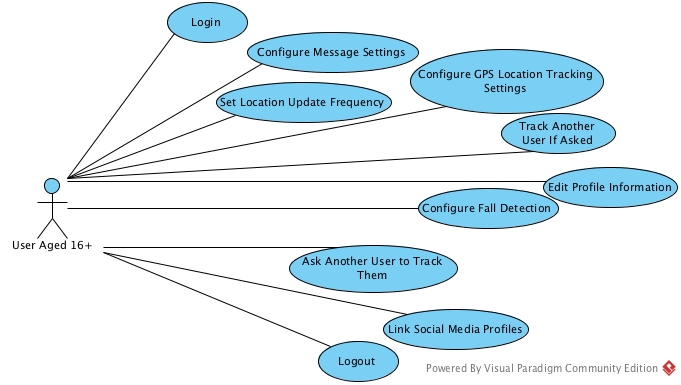 Login
Configure Message Settings
Configure GPS Location Tracking
Settings
Set Location Update Frequency
Track Another
User If Asked
Edit Profile Information
Configure Fall Detection
User Aged 16+
Ask Another User to Track
Them
Link Social Media Profiles
Logout
Powered By Visual Paradigm Community Edition